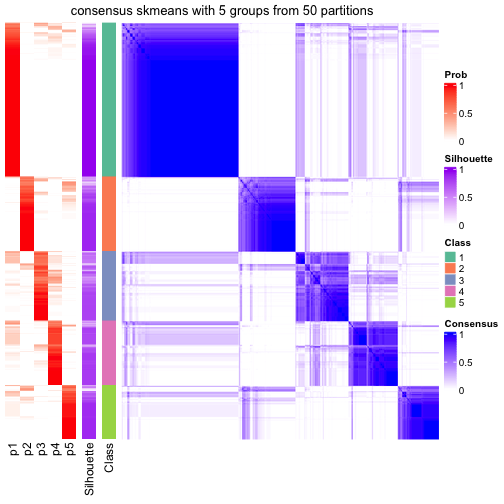 consensus skmeans with 5 groups from 50 partitions
Prob
1
0.5
0
Silhouette
1
0.5
0
Class
1
2
3
4
5
Consensus
1
0.5
0
p1
p2
p3
p4
p5
Silhouette
Class